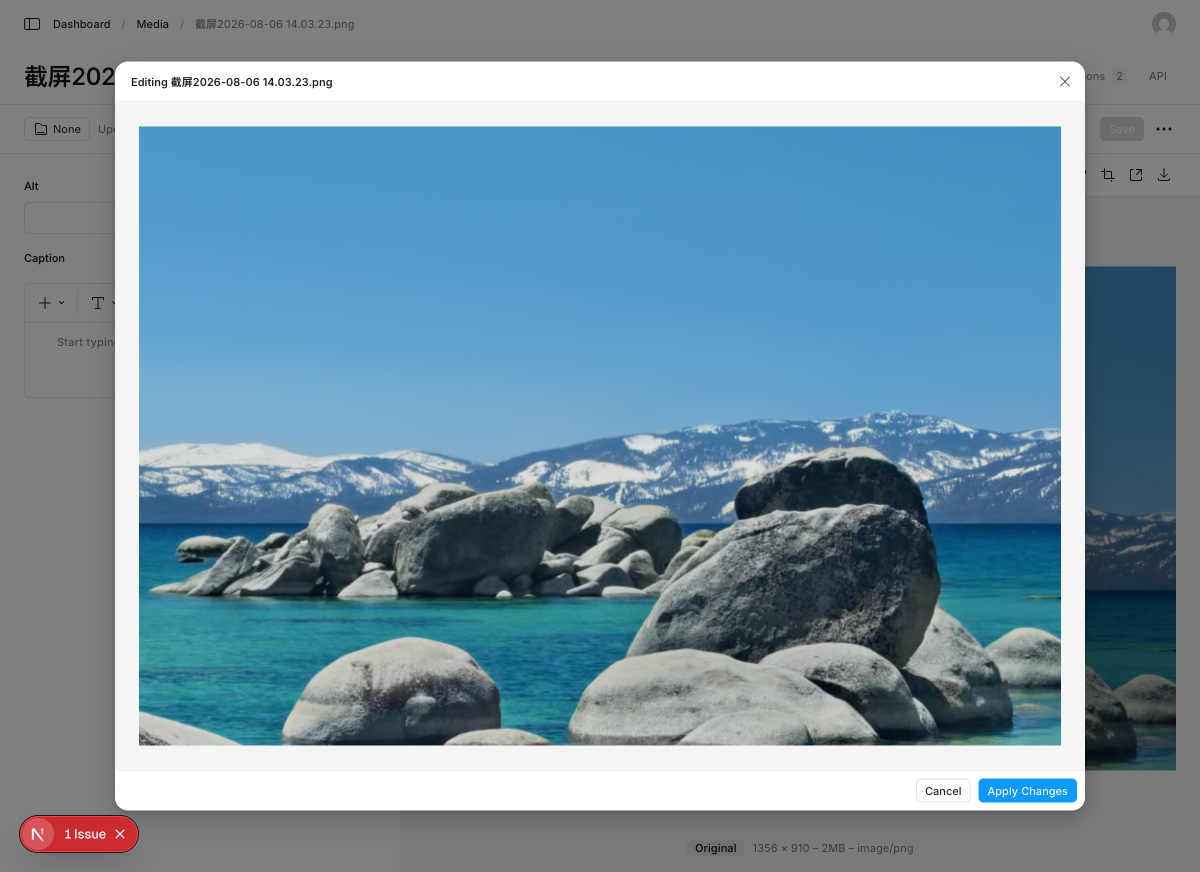 Dashboard / Media / 截屏2026-08-06 14.03.23.png
截屏202
ons 2 API
Editing 截屏2026-08-06 14.03.23.png
None
Save
Alt
Caption
Start typin
Cancel
Apply Changes
N 1 Issue
Original 1356 × 910 – 2MB – image/png